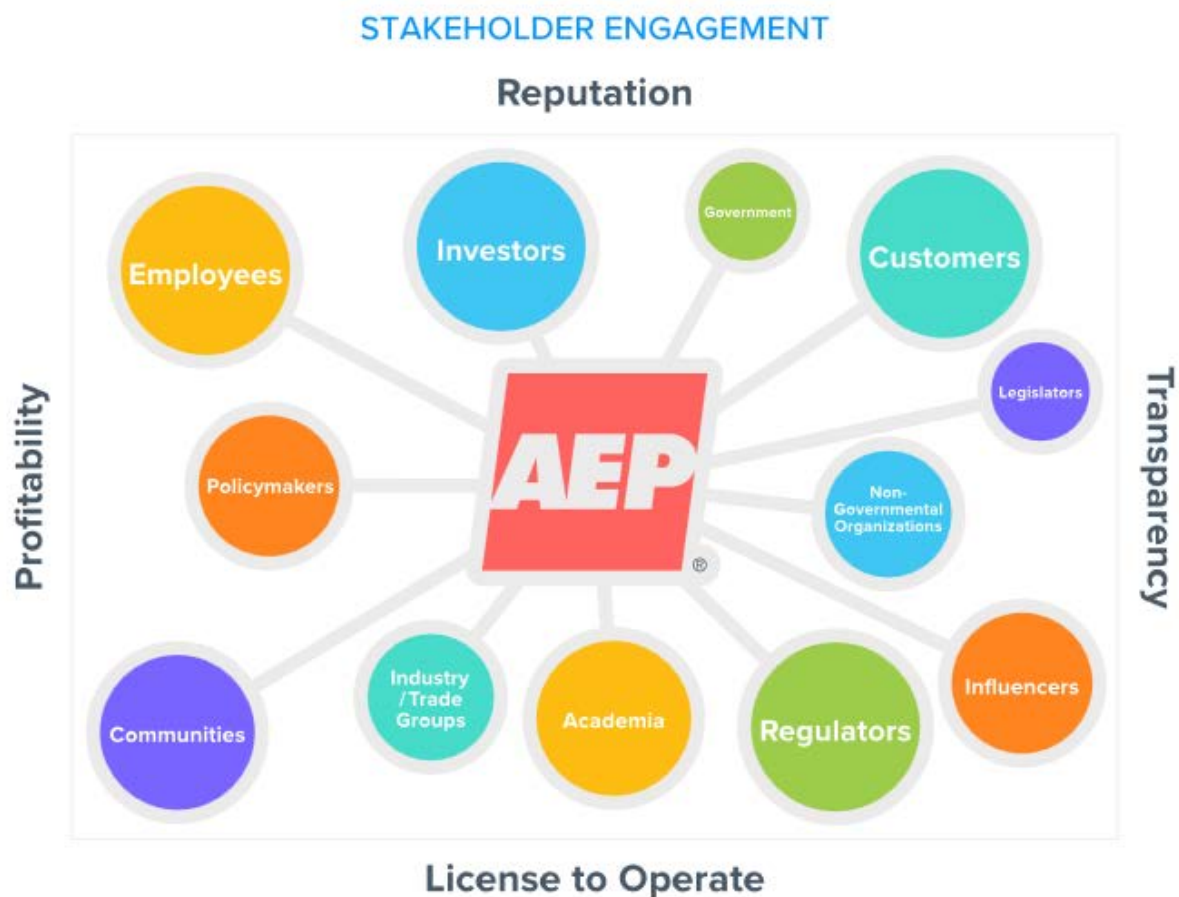 STAKEHOLDER ENGAGEMENT
Reputation
Employees
Investors
Government
Customers
Legislators
Profitability
Transparency
AEP
®
Policymakers
Non-
Governmental
Organizations
Communities
Industry
/Trade
Groups
Academia
Regulators
Influencers
License to Operate